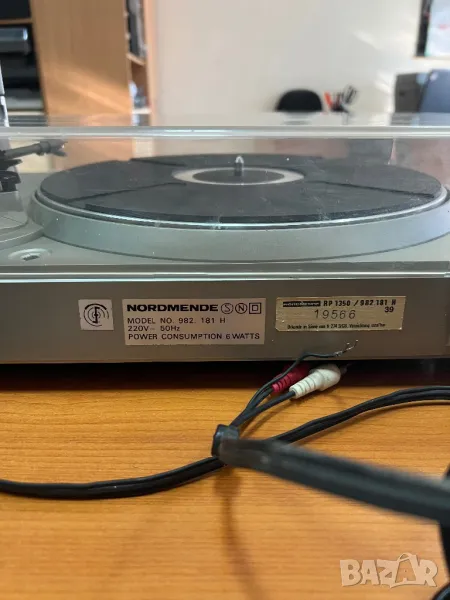 NORDMENDE S N D
MODEL NO. 982. 181 H
220V~ 50Hz
POWER CONSUMPTION 6 WATTS
RP 1350 / 982.181 H
19566
39
BAZAR